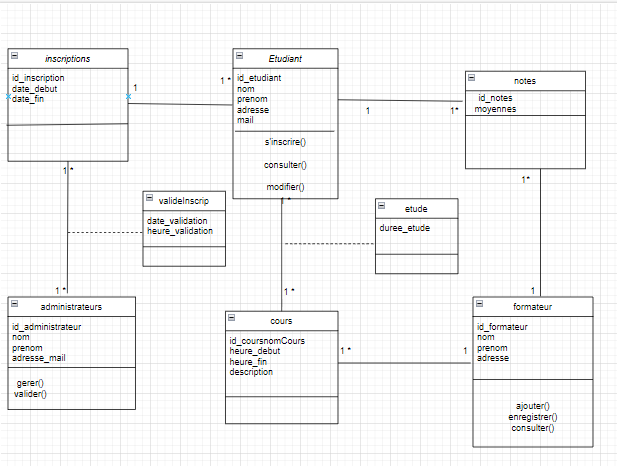 inscriptions
id_inscription
date_debut
date_fin
1
1 *
Etudiant
id_etudiant
nom
prenom
adresse
mail
s'inscrire()
consulter()
modifier()
1
1*
notes
id_notes
moyennes
1*
1 *
valideInscrip
date_validation
heure_validation
1 *
1 *
etude
duree_etude
1 *
1
administrateurs
id_administrateur
nom
prenom
adresse_mail
gerer()
valider()
cours
id_coursnomCours
heure_debut
heure_fin
description
1 *
1
formateur
id_formateur
nom
prenom
adresse
ajouter()
enregistrer()
consulter()